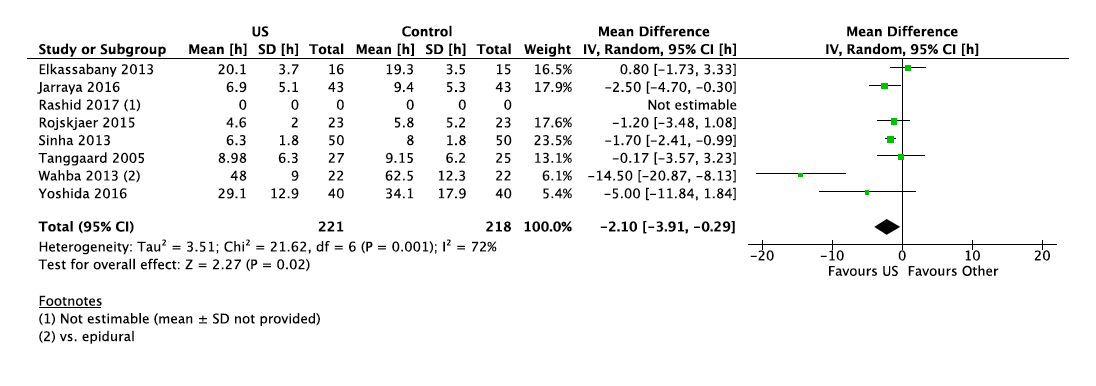 US Control Mean Difference Mean Difference
Study or Subgroup Mean [h] SD [h] Total Mean [h] SD [h] Total Weight IV, Random, 95% CI [h] IV, Random, 95% CI [h]
Elkassabany 2013 20.1 3.7 16 19.3 3.5 15 16.5% 0.80 [-1.73, 3.33]
Jarraya 2016 6.9 5.1 43 9.4 5.3 43 17.9% -2.50 [-4.70, -0.30]
Rashid 2017 (1) 0 0 0 0 0 0 Not estimable
Rojskjaer 2015 4.6 2 23 5.8 5.2 23 17.6% -1.20 [-3.48, 1.08]
Sinha 2013 6.3 1.8 50 8 1.8 50 23.5% -1.70 [-2.41, -0.99]
Tanggaard 2005 8.98 6.3 27 9.15 6.2 25 13.1% -0.17 [-3.57, 3.23]
Wahba 2013 (2) 48 9 22 62.5 12.3 22 6.1% -14.50 [-20.87, -8.13]
Yoshida 2016 29.1 12.9 40 34.1 17.9 40 5.4% -5.00 [-11.84, 1.84]
Total (95% CI) 221 218 100.0% -2.10 [-3.91, -0.29]
Heterogeneity: Tau² = 3.51; Chi² = 21.62, df = 6 (P = 0.001); I² = 72%
Test for overall effect: Z = 2.27 (P = 0.02)
-20 -10 0 10 20
Favours US Favours Other
Footnotes
(1) Not estimable (mean ± SD not provided)
(2) vs. epidural